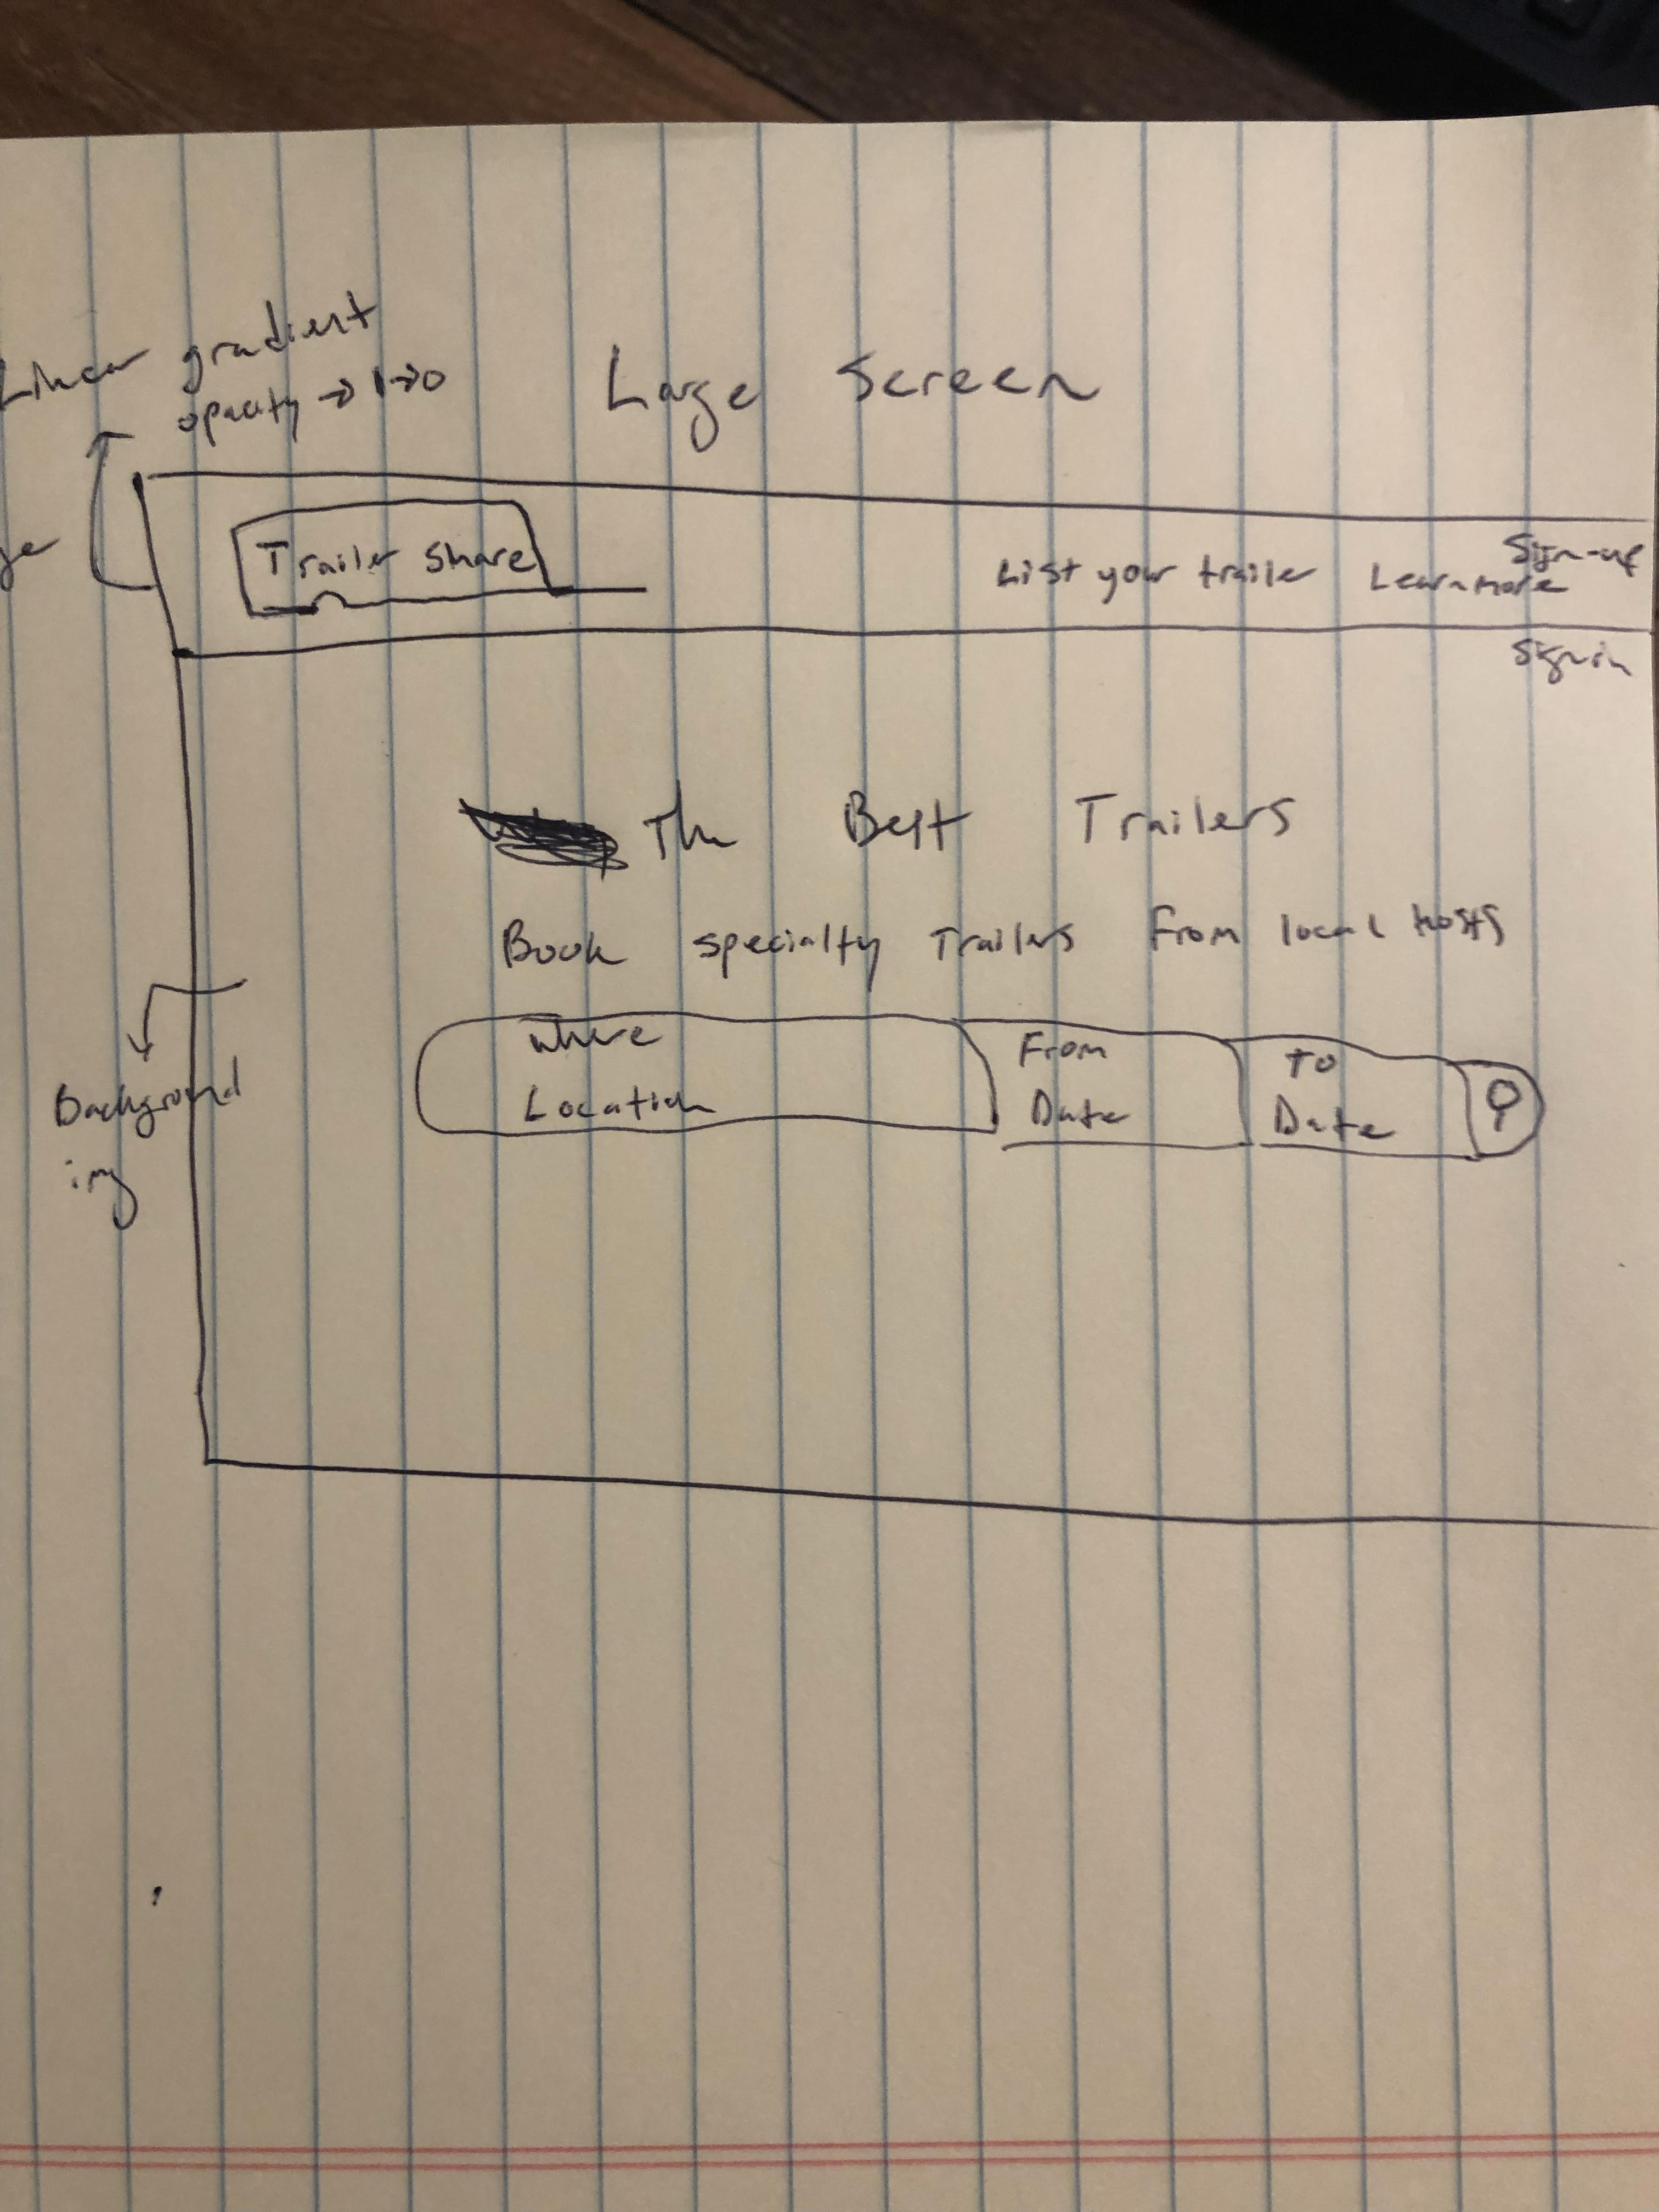 Linear gradient
opacity → 1→0
Large Screen
Trailer Share
List your trailer Learn more
Sign-up
Sign in
The Best Trailers
Book specialty Trailers From local hosts
Where
Location
From
Date
To
Date
Background
img